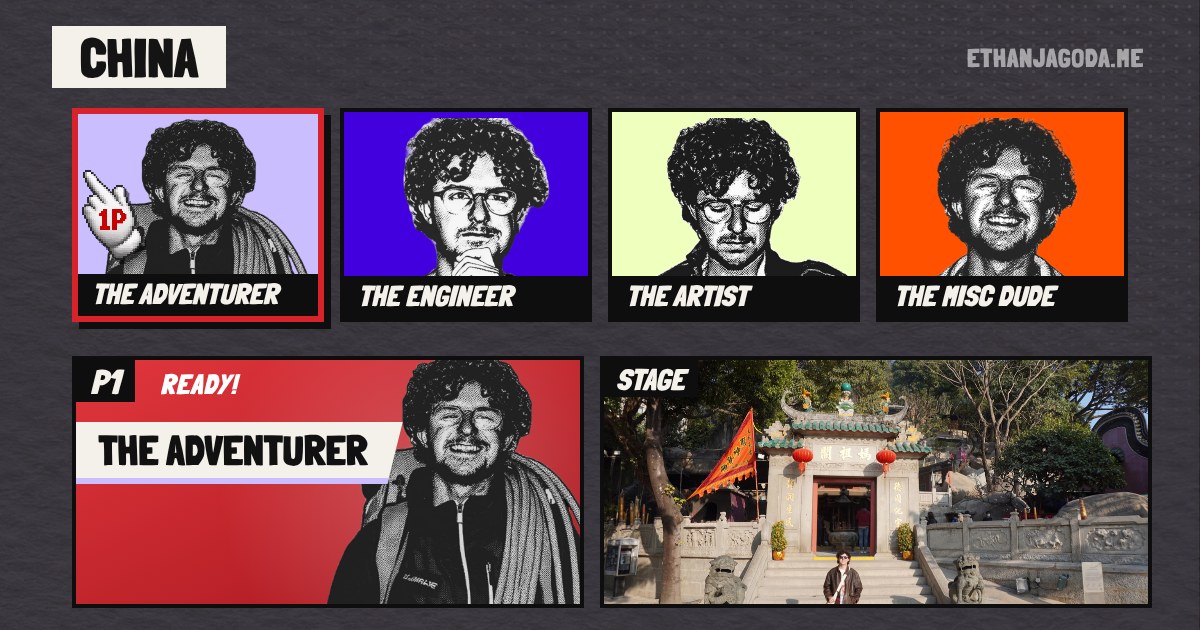 CHINA
ETHANJAGODA.ME
1P
THE ADVENTURER
THE ENGINEER
THE ARTIST
THE MISC DUDE
P1
READY!
THE ADVENTURER
STAGE